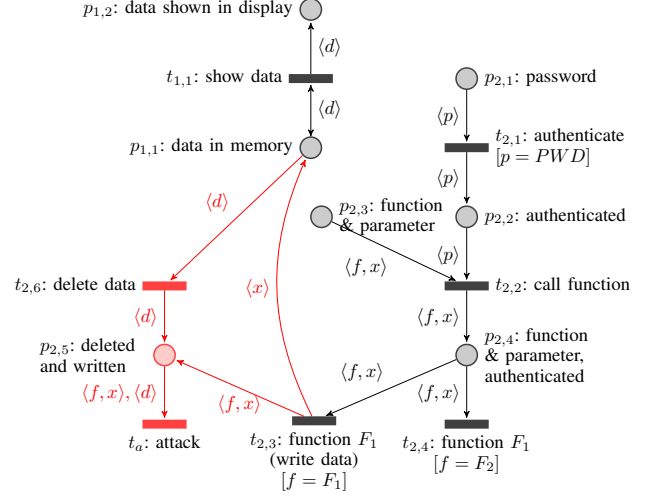 p1,2: data shown in display
⟨d⟩
t1,1: show data
p2,1: password
⟨d⟩
⟨p⟩
t2,1: authenticate
[p = PWD]
p1,1: data in memory
⟨p⟩
⟨d⟩
p2,3: function
& parameter
p2,2: authenticated
⟨p⟩
⟨f, x⟩
t2,6: delete data
⟨x⟩
t2,2: call function
⟨d⟩
⟨f, x⟩
p2,5: deleted
and written
p2,4: function
& parameter,
authenticated
⟨f, x⟩
⟨f, x⟩, ⟨d⟩
⟨f, x⟩
⟨f, x⟩
ta: attack
t2,3: function F1
(write data)
[f = F1]
t2,4: function F1
[f = F2]